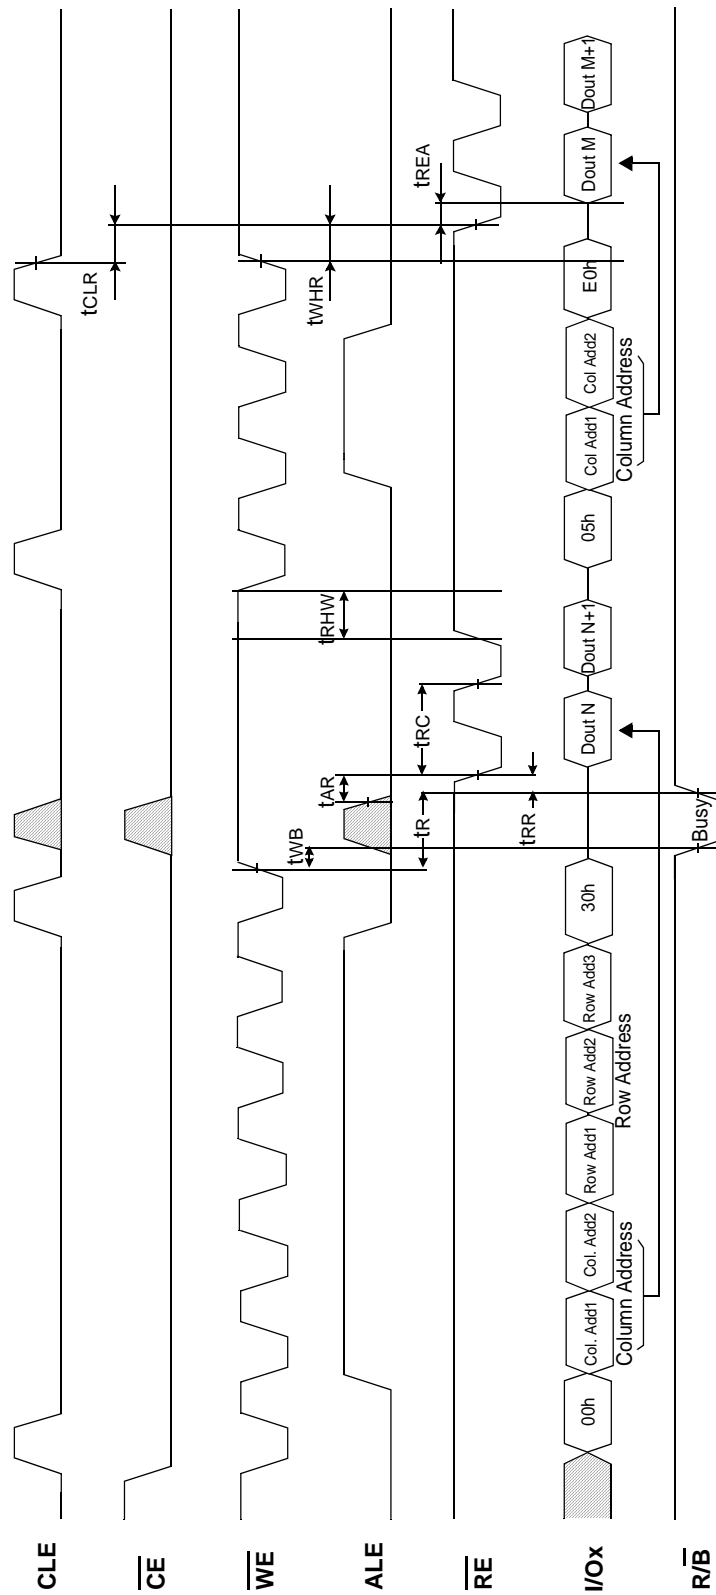 CLE
tCLR
CE
WE
tWB
tWHR
ALE
tAR
tRHW
tR
tRC
tREA
RE
tRR
I/Ox
00h
Col. Add1
Col. Add2
Row Add1
Row Add2
Row Add3
30h
Dout N
Dout N+1
05h
Col Add1
Col Add2
E0h
Dout M
Dout M+1
Column Address
Row Address
Column Address
R/B
Busy